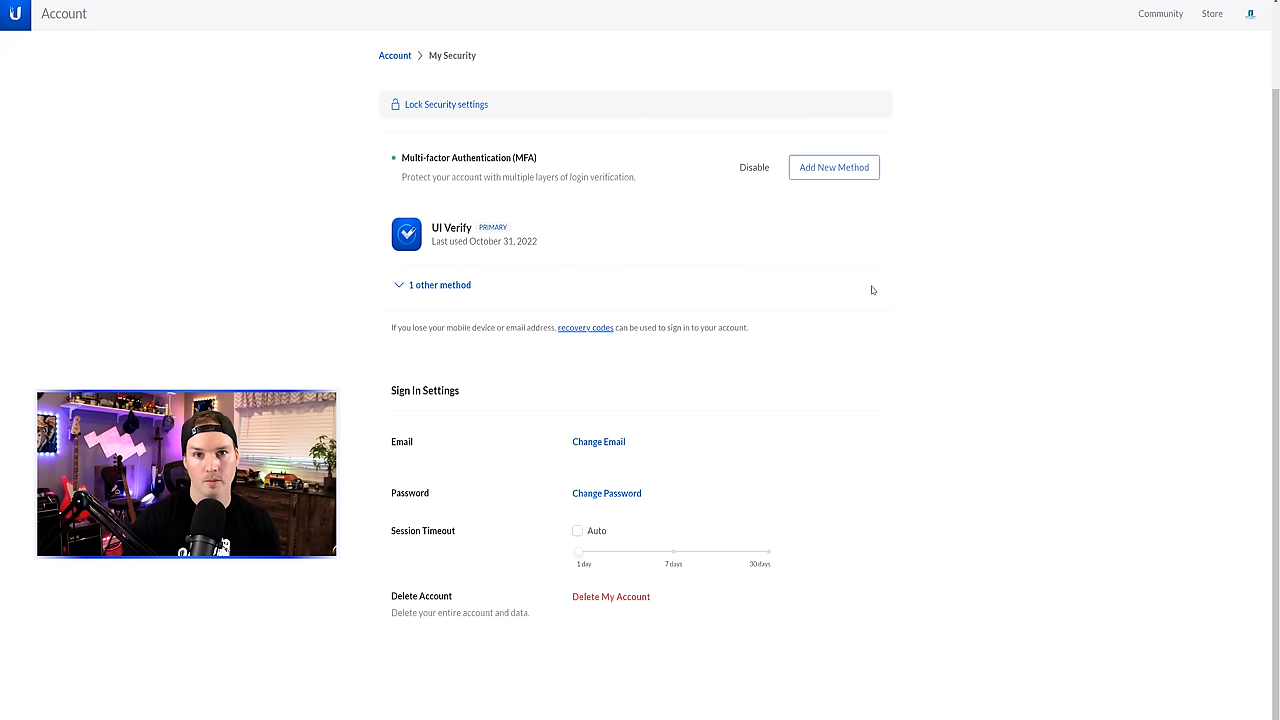 Account
Community
Store
Account > My Security
Lock Security settings
Multi-factor Authentication (MFA)
Protect your account with multiple layers of login verification.
Disable
Add New Method
UI Verify PRIMARY
Last used October 31, 2022
1 other method
If you lose your mobile device or email address, recovery codes can be used to sign in to your account.
Sign In Settings
Email
Change Email
Password
Change Password
Session Timeout
Auto
1 day
7 days
30 days
Delete Account
Delete My Account
Delete your entire account and data.